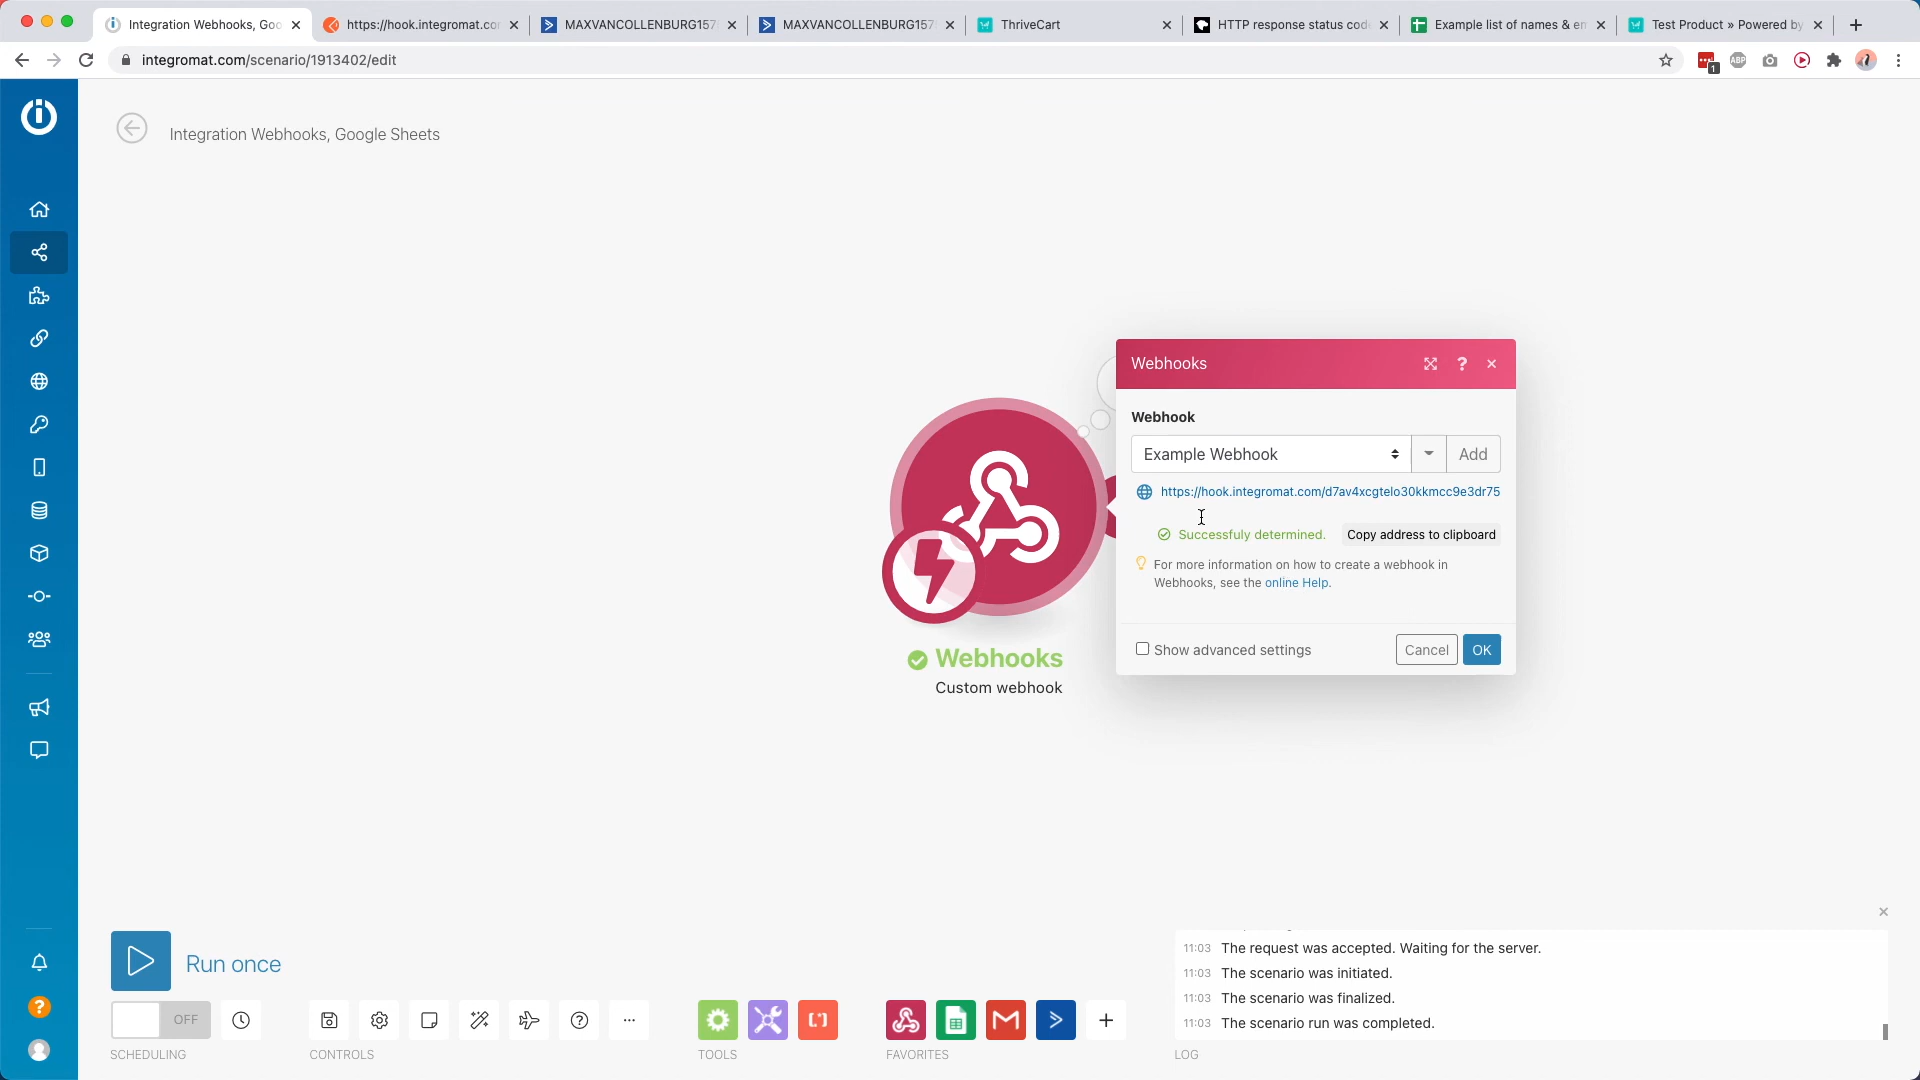 Integration Webhooks, Goo
https://hook.integromat.co
MAXVANCOLLENBURG157
MAXVANCOLLENBURG157
ThriveCart
HTTP response status cod
Example list of names & em
Test Product » Powered by
integromat.com/scenario/1913402/edit
1
ABP
Integration Webhooks, Google Sheets
Webhooks
?
Webhook
Example Webhook
Add
https://hook.integromat.com/d7av4xcgtelo30kkmcc9e3dr75
Successfuly determined.
Copy address to clipboard
For more information on how to create a webhook in
Webhooks, see the online Help.
Show advanced settings
Cancel
OK
Webhooks
Custom webhook
Run once
OFF
SCHEDULING
CONTROLS
TOOLS
FAVORITES
11:03 The request was accepted. Waiting for the server.
11:03 The scenario was initiated.
11:03 The scenario was finalized.
11:03 The scenario run was completed.
LOG